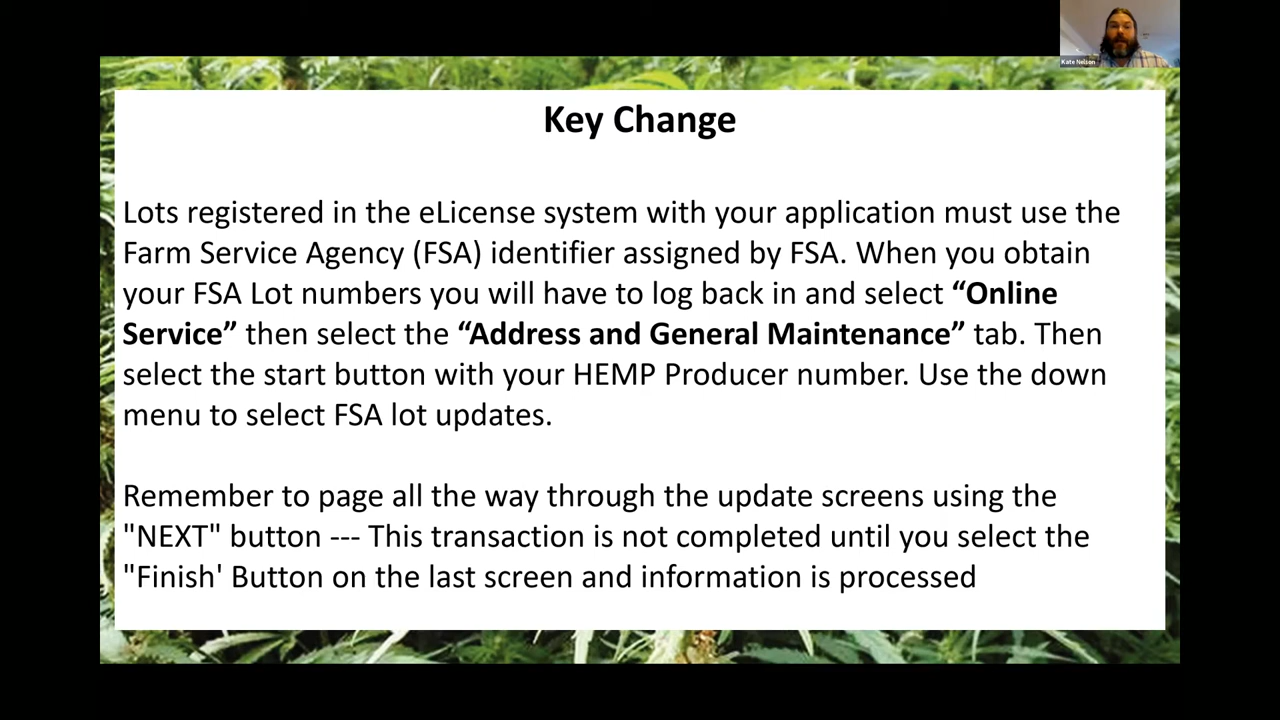 Kate Nelson
Key Change
Lots registered in the eLicense system with your application must use the
Farm Service Agency (FSA) identifier assigned by FSA. When you obtain
your FSA Lot numbers you will have to log back in and select “Online
Service” then select the “Address and General Maintenance” tab. Then
select the start button with your HEMP Producer number. Use the down
menu to select FSA lot updates.
Remember to page all the way through the update screens using the
"NEXT" button --- This transaction is not completed until you select the
"Finish' Button on the last screen and information is processed